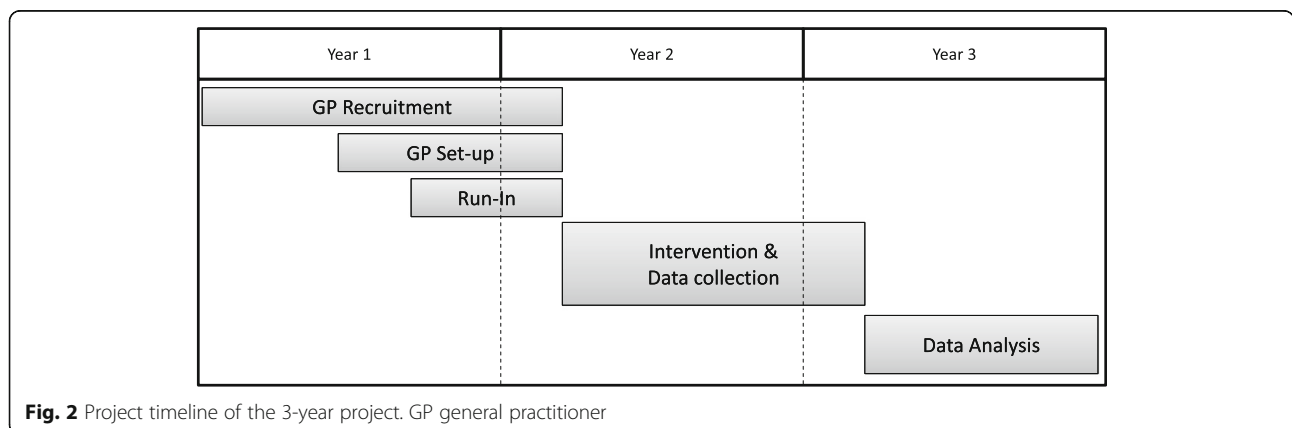 Year 1
Year 2
Year 3
GP Recruitment
GP Set-up
Run-In
Intervention &
Data collection
Data Analysis
Fig. 2 Project timeline of the 3-year project. GP general practitioner